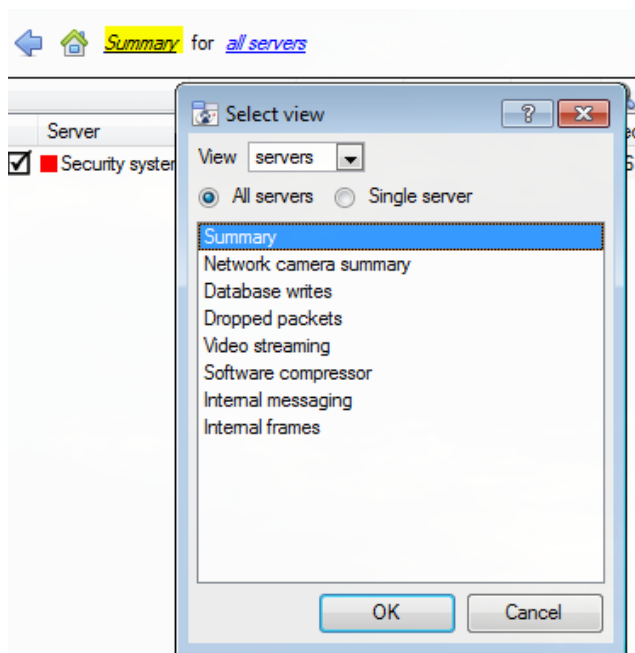 Summary for all servers
Select view
Server
Security
View servers
All servers Single server
Summary
Network camera summary
Database writes
Dropped packets
Video streaming
Software compressor
Internal messaging
Internal frames
OK Cancel